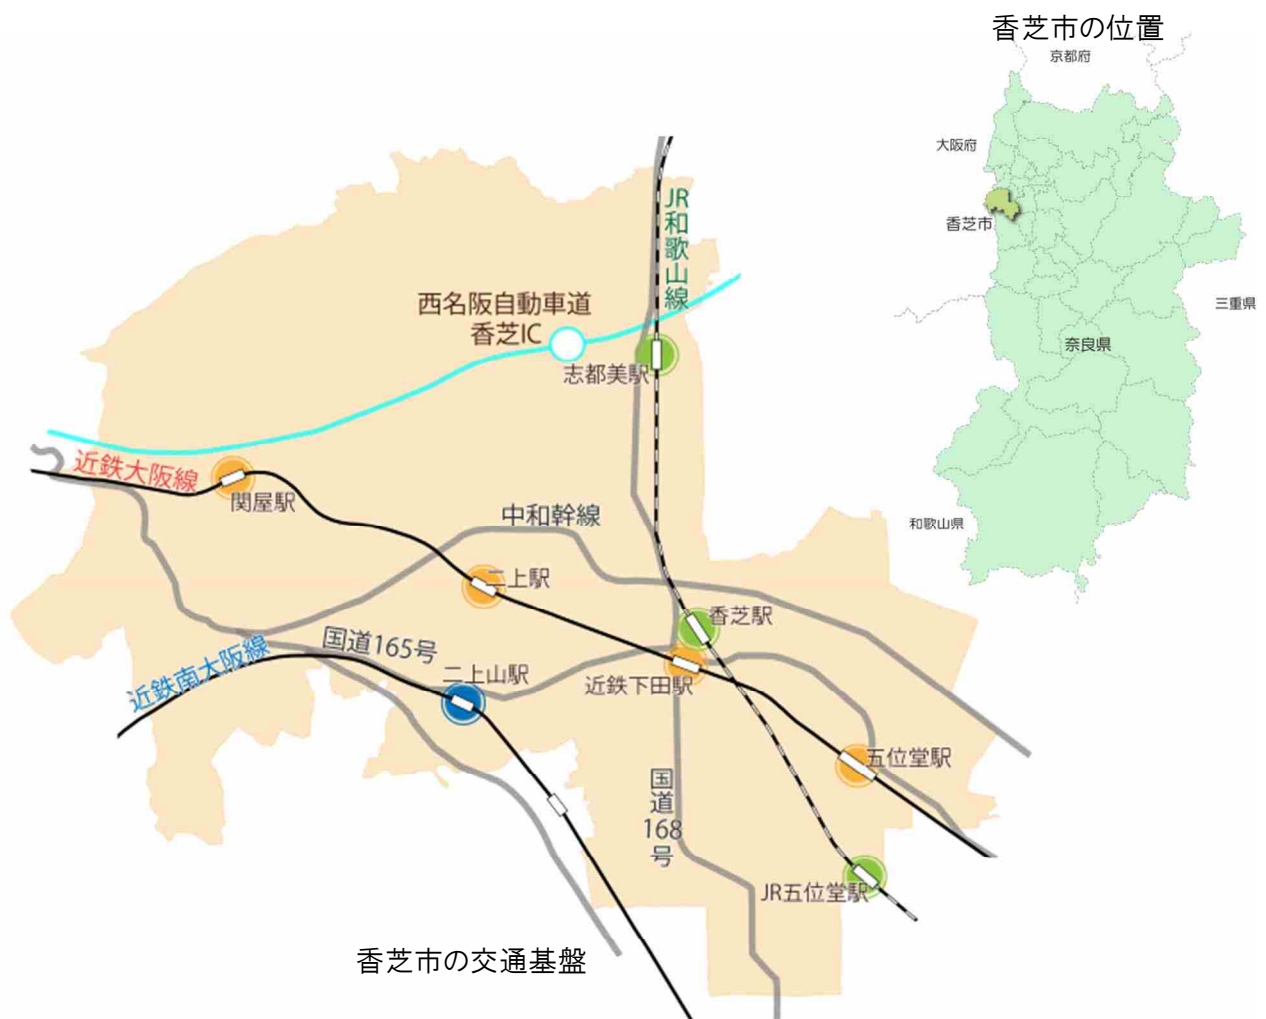 香芝市の位置
京都府
大阪府
香芝市
三重県
奈良県
和歌山県
JR和歌山線
西名阪自動車道
香芝IC
志都美駅
近鉄大阪線
関屋駅
中和幹線
二上駅
香芝駅
国道165号
近鉄南大阪線
二上山駅
近鉄下田駅
五位堂駅
国道168号
JR五位堂駅
香芝市の交通基盤